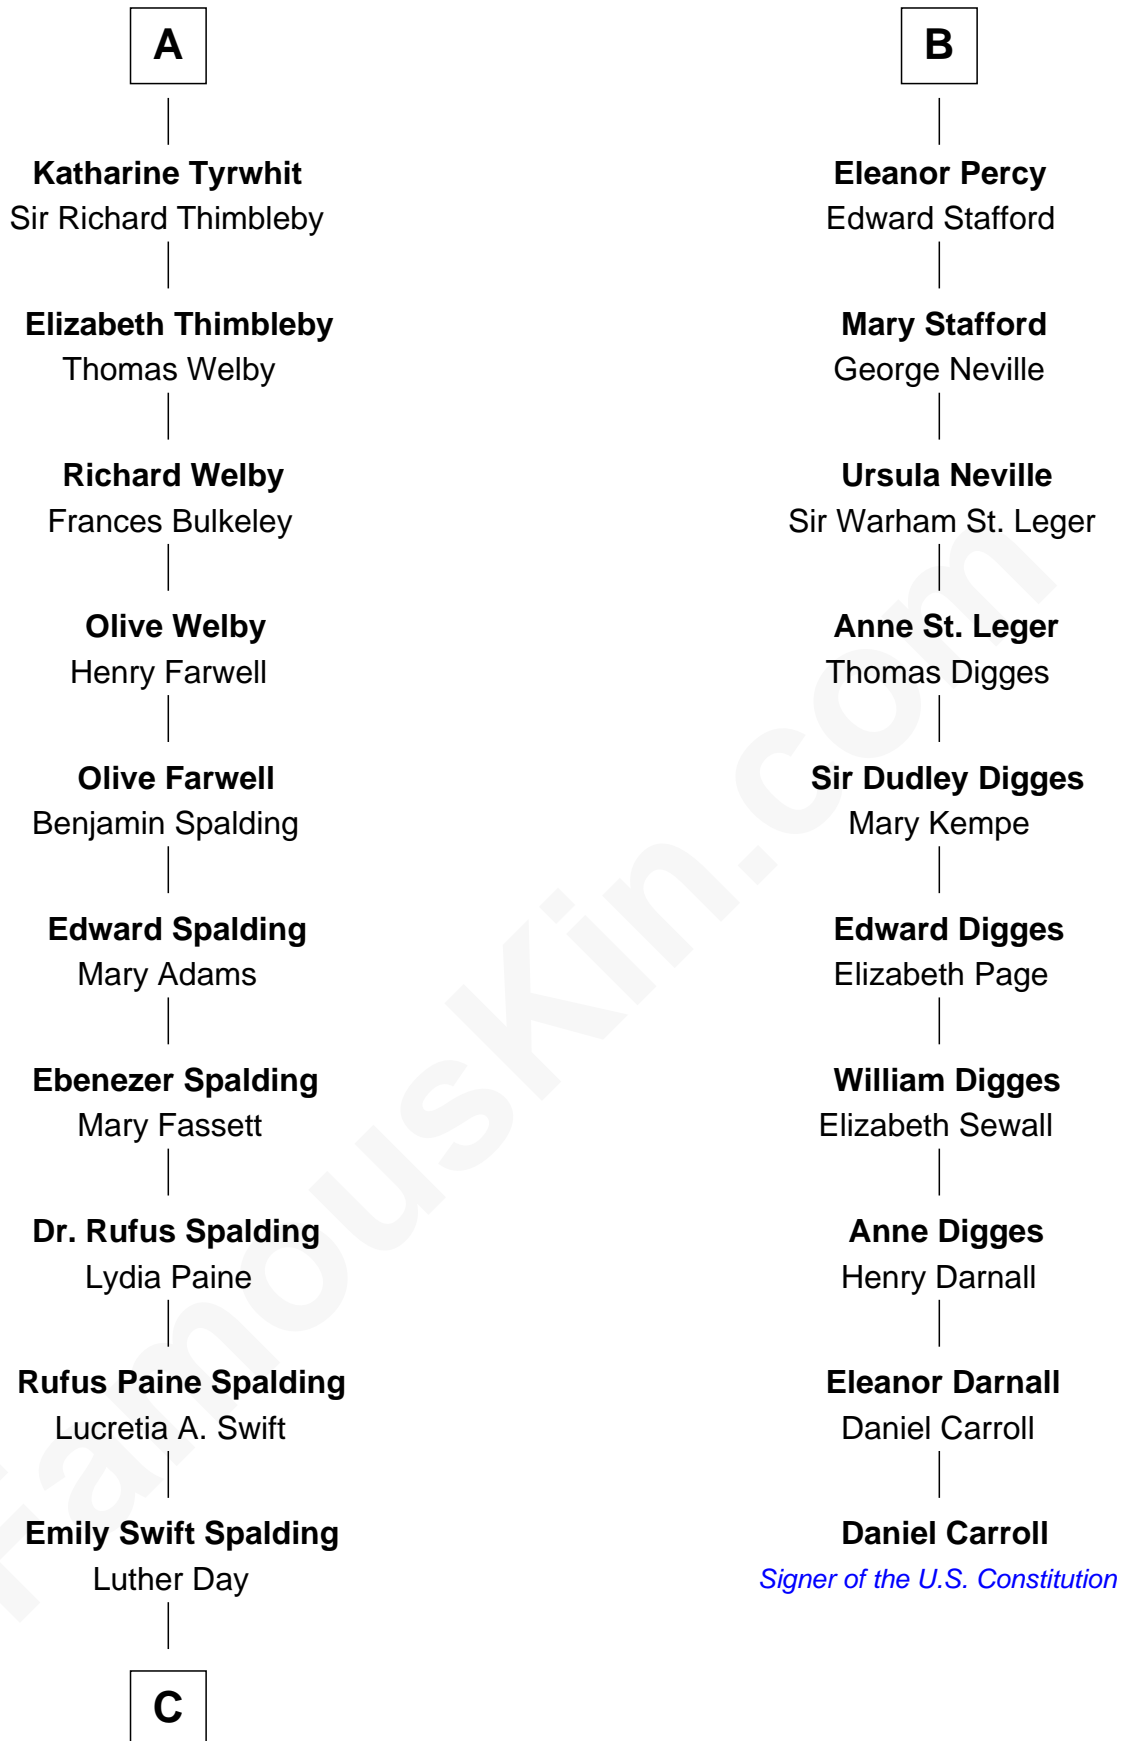 A
Katharine Tyrwhit
Sir Richard Thimbleby
Elizabeth Thimbleby
Thomas Welby
Richard Welby
Frances Bulkeley
Olive Welby
Henry Farwell
Olive Farwell
Benjamin Spalding
Edward Spalding
Mary Adams
Ebenezer Spalding
Mary Fassett
Dr. Rufus Spalding
Lydia Paine
Rufus Paine Spalding
Lucretia A. Swift
Emily Swift Spalding
Luther Day
C
B
Eleanor Percy
Edward Stafford
Mary Stafford
George Neville
Ursula Neville
Sir Warham St. Leger
Anne St. Leger
Thomas Digges
Sir Dudley Digges
Mary Kempe
Edward Digges
Elizabeth Page
William Digges
Elizabeth Sewall
Anne Digges
Henry Darnall
Eleanor Darnall
Daniel Carroll
Daniel Carroll
Signer of the U.S. Constitution
FamousKin.com